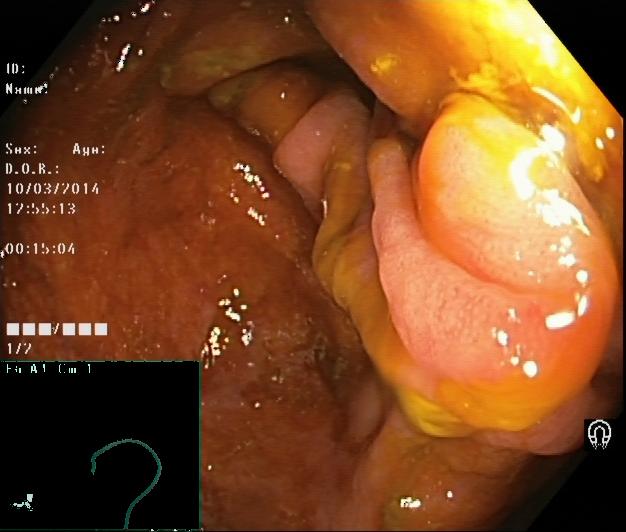 ID:
Name:
Sex: Age:
D.O.R.:
10/03/2014
12:55:13
00:15:04
■■■/■■■
1/2